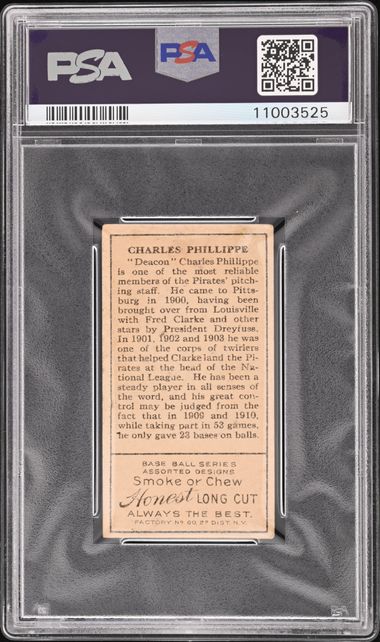 PSA
PSA
11003525
CHARLES PHILLIPPE
"Deacon" Charles Phillippe
is one of the most reliable
members of the Pirates' pitch-
ing staff. He came to Pitts-
burg in 1900, having been
brought over from Louisville
with Fred Clarke and other
stars by President Dreyfuss.
In 1901, 1902 and 1903 he was
one of the corps of twirlers
that helped Clarke land the Pi-
rates at the head of the Na-
tional League. He has been a
steady player in all senses of
the word, and his great con-
trol may be judged from the
fact that in 1909 and 1910,
while taking part in 53 games,
he only gave 23 bases on balls.
BASE BALL SERIES
ASSORTED DESIGNS
Smoke or Chew
Honest LONG CUT
ALWAYS THE BEST.
FACTORY No 60, 2d DIST. N.Y.